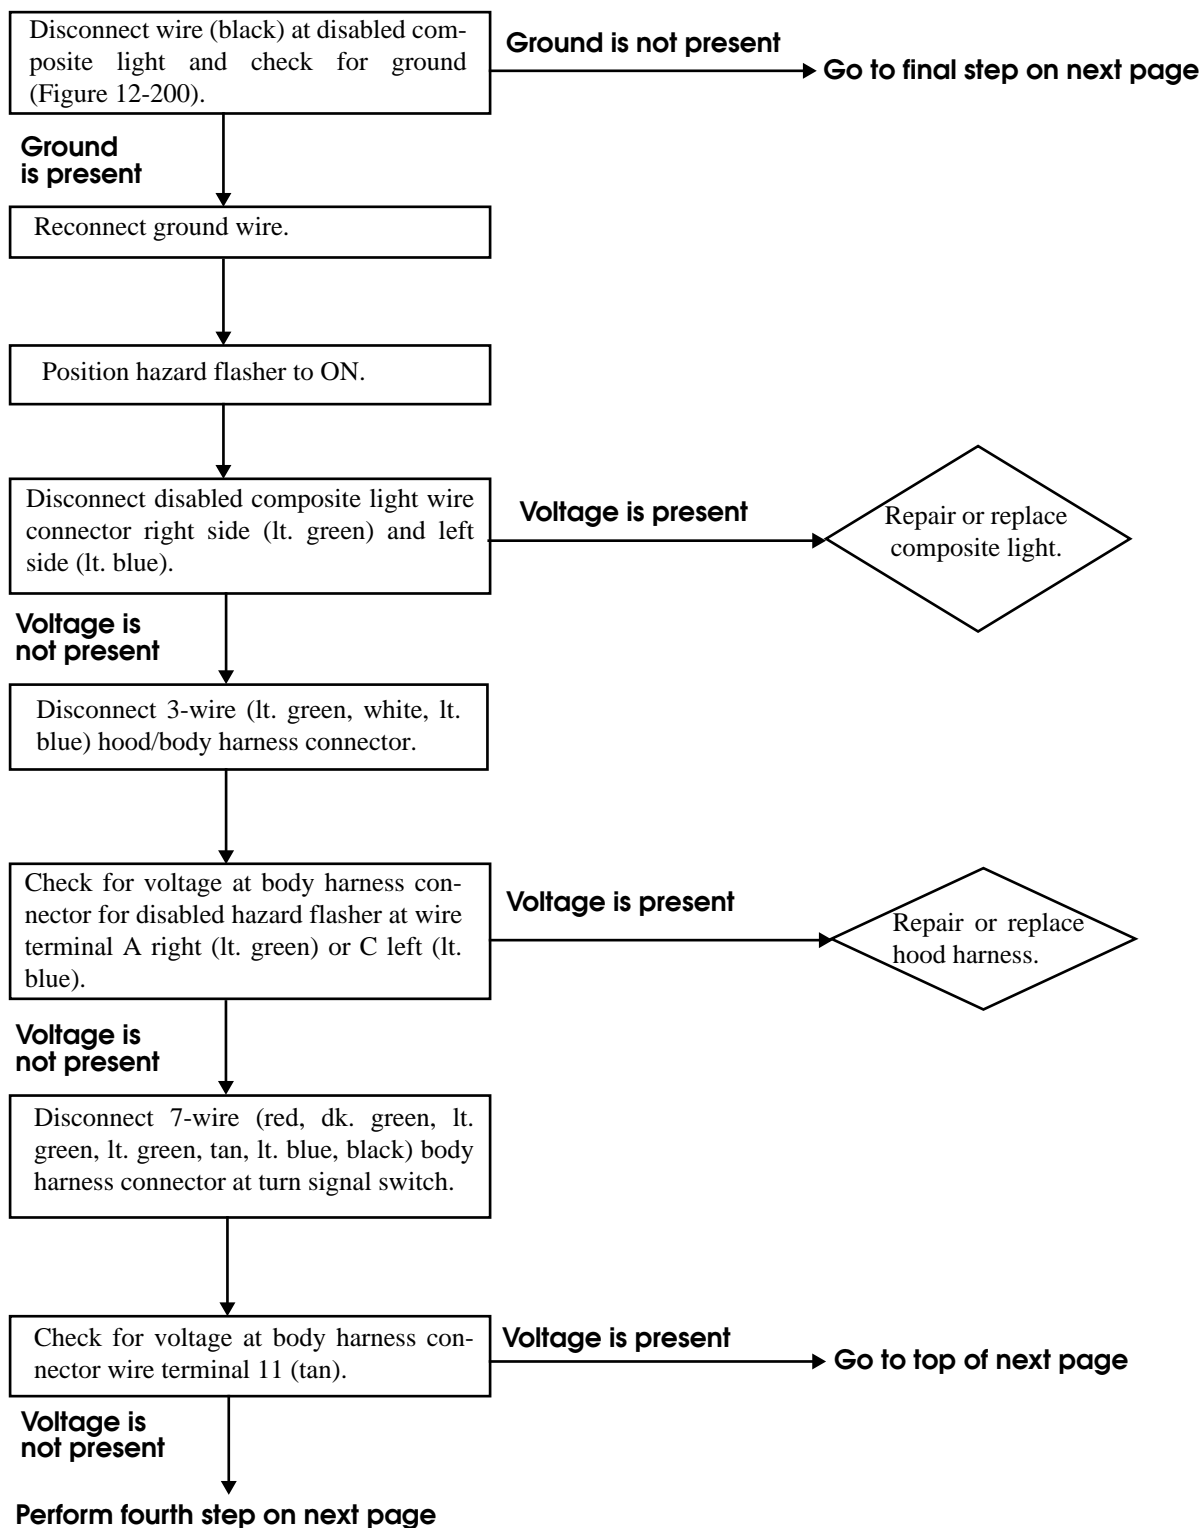 Disconnect wire (black) at disabled com-
posite light and check for ground
(Figure 12-200).
Ground is not present
Go to final step on next page
Ground
is present
Reconnect ground wire.
Position hazard flasher to ON.
Disconnect disabled composite light wire
connector right side (lt. green) and left
side (lt. blue).
Voltage is present
Repair or replace
composite light.
Voltage is
not present
Disconnect 3-wire (lt. green, white, lt.
blue) hood/body harness connector.
Check for voltage at body harness con-
nector for disabled hazard flasher at wire
terminal A right (lt. green) or C left (lt.
blue).
Voltage is present
Repair or replace
hood harness.
Voltage is
not present
Disconnect 7-wire (red, dk. green, lt.
green, lt. green, tan, lt. blue, black) body
harness connector at turn signal switch.
Check for voltage at body harness con-
nector wire terminal 11 (tan).
Voltage is present
Go to top of next page
Voltage is
not present
Perform fourth step on next page